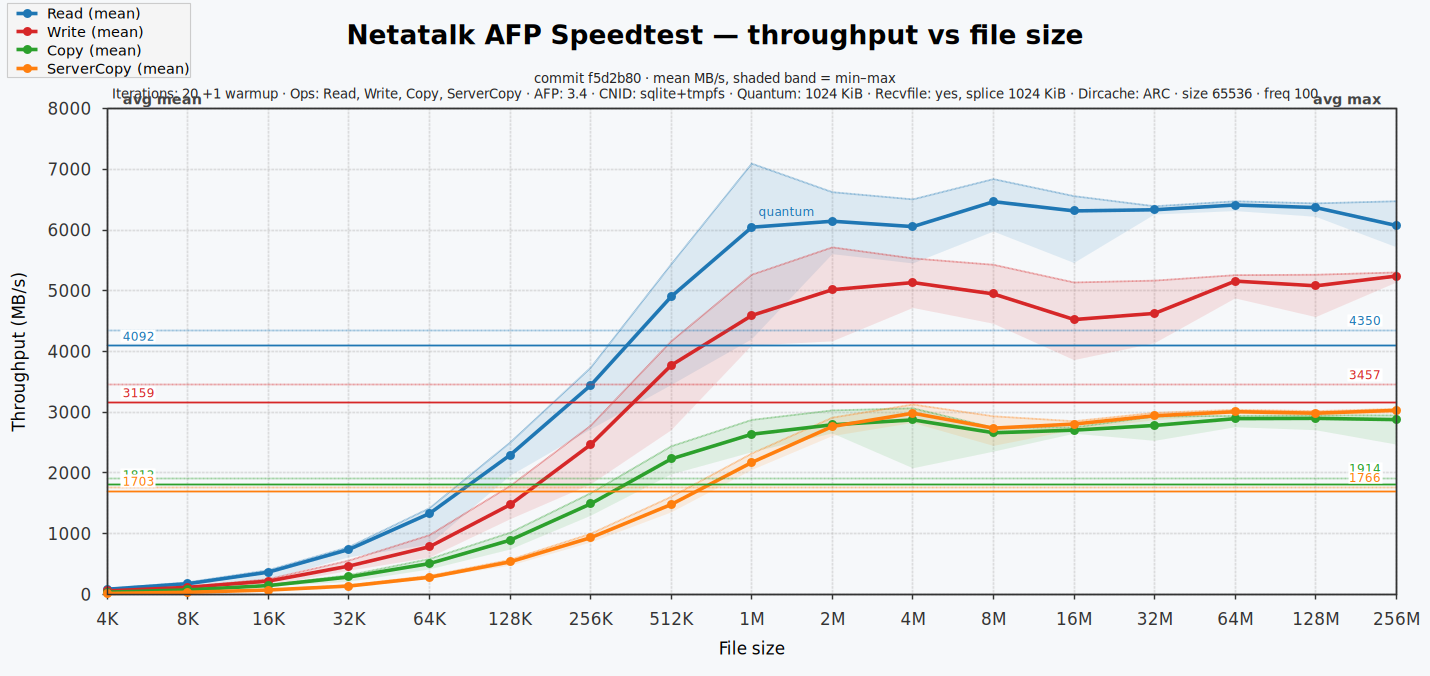 Read (mean)
Write (mean)
Copy (mean)
ServerCopy (mean)
Netatalk AFP Speedtest — throughput vs file size
commit f5d2b80 · mean MB/s, shaded band = min–max
Iterations: 20 +1 warmup · Ops: Read, Write, Copy, ServerCopy · AFP: 3.4 · CNID: sqlite+tmpfs · Quantum: 1024 KiB · Recvfile: yes, splice 1024 KiB · Dircache: ARC · size 65536 · freq 100
avg mean
avg max
8000
7000
6000
5000
4000
3000
2000
1000
0
Throughput (MB/s)
quantum
4092
4350
3159
3457
1914
1703
1766
4K 8K 16K 32K 64K 128K 256K 512K 1M 2M 4M 8M 16M 32M 64M 128M 256M
File size